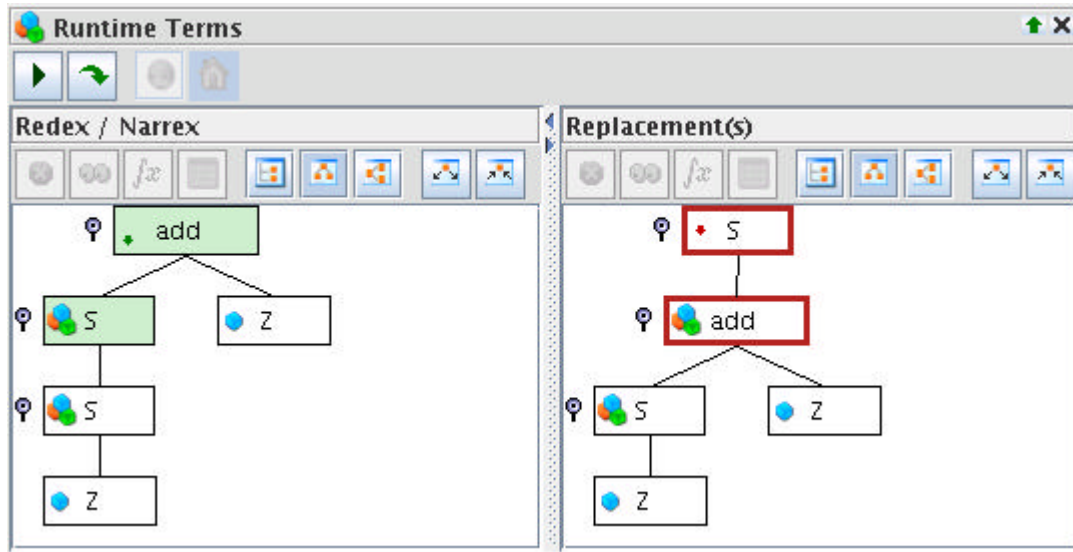 Runtime Terms
Redex / Narrex
Replacement(s)
∫x
∫x
add
S
Z
S
Z
S
add
S
Z
Z